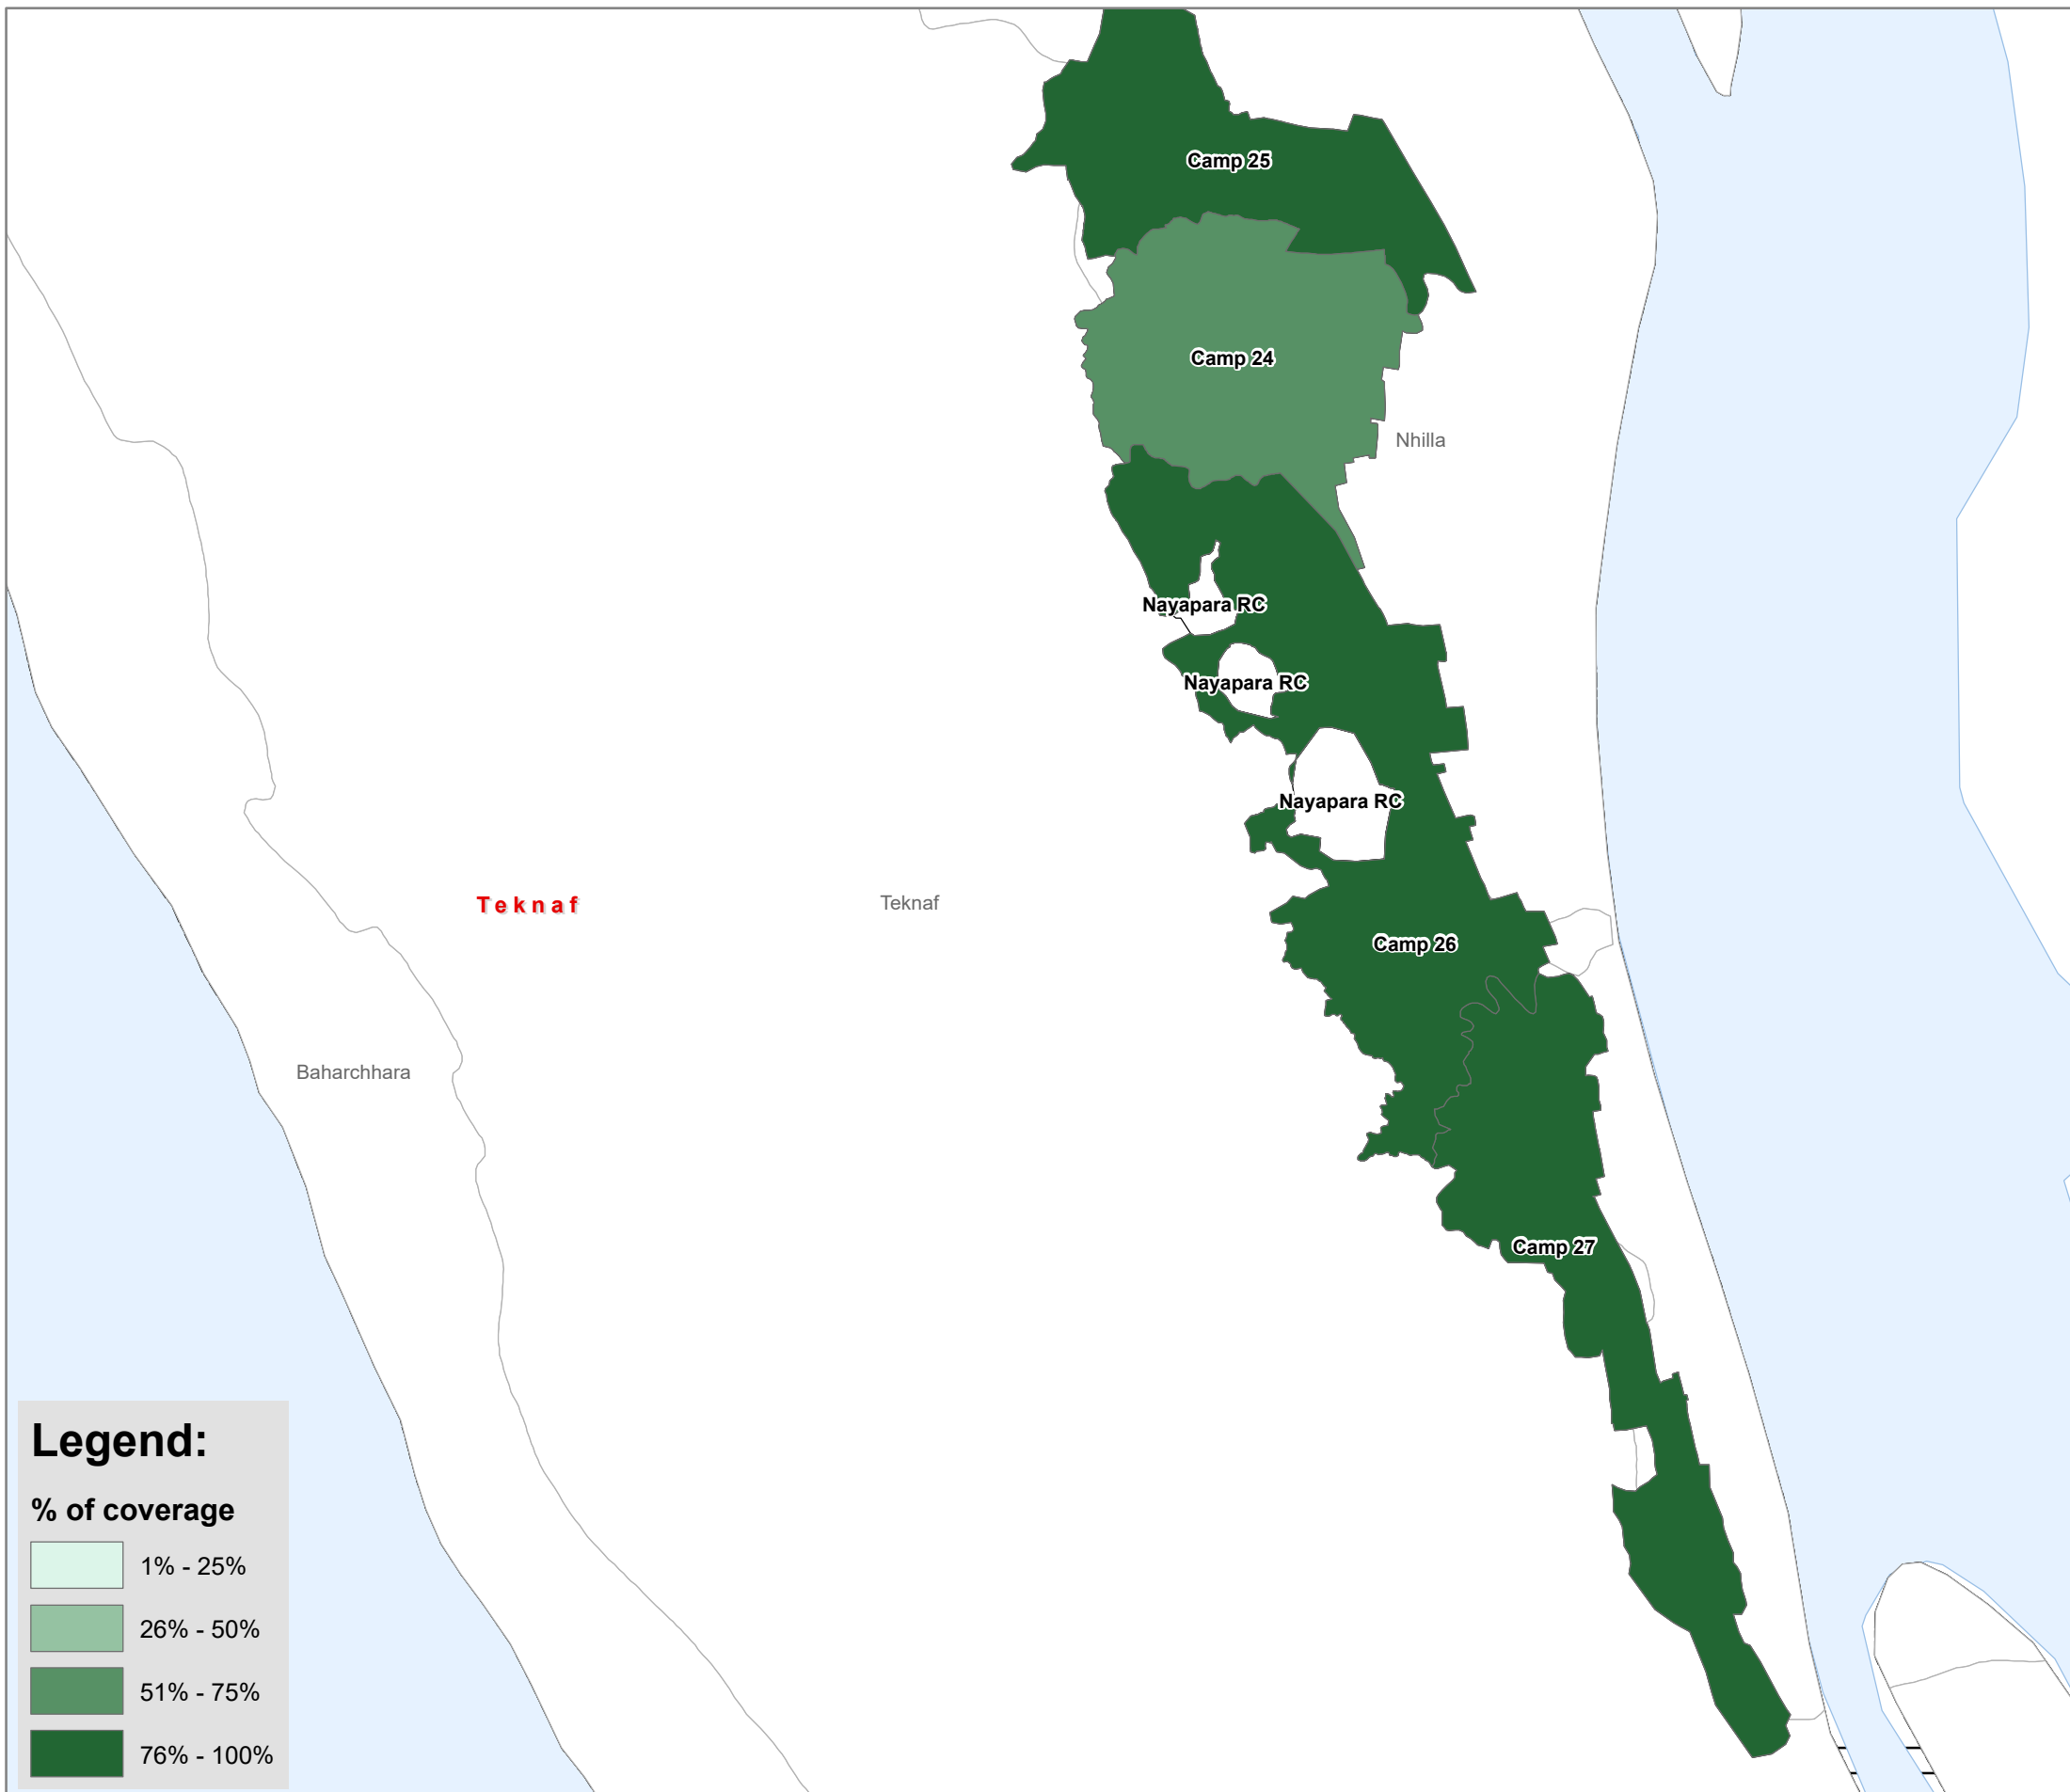 Camp 25
Camp 24
Nhilla
Nayapara RC
Nayapara RC
Nayapara RC
Teknaf
Teknaf
Camp 26
Baharchhara
Camp 27
Legend:
% of coverage
1% - 25%
26% - 50%
51% - 75%
76% - 100%